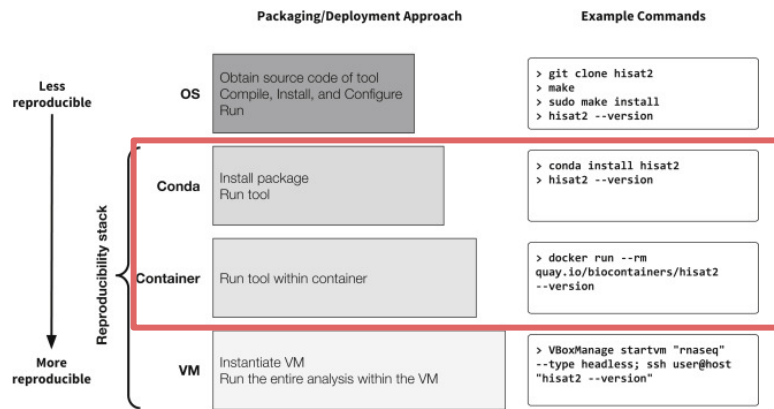 Packaging/Deployment Approach
Example Commands
Less
reproducible
More
reproducible
Reproducibility stack
OS
Obtain source code of tool
Compile, Install, and Configure
Run
> git clone hisat2
> make
> sudo make install
> hisat2 --version
Conda
Install package
Run tool
> conda install hisat2
> hisat2 --version
Container
Run tool within container
> docker run --rm
quay.io/biocontainers/hisat2
--version
VM
Instantiate VM
Run the entire analysis within the VM
> VBoxManage startvm "rnaseq"
--type headless; ssh user@host
"hisat2 --version"